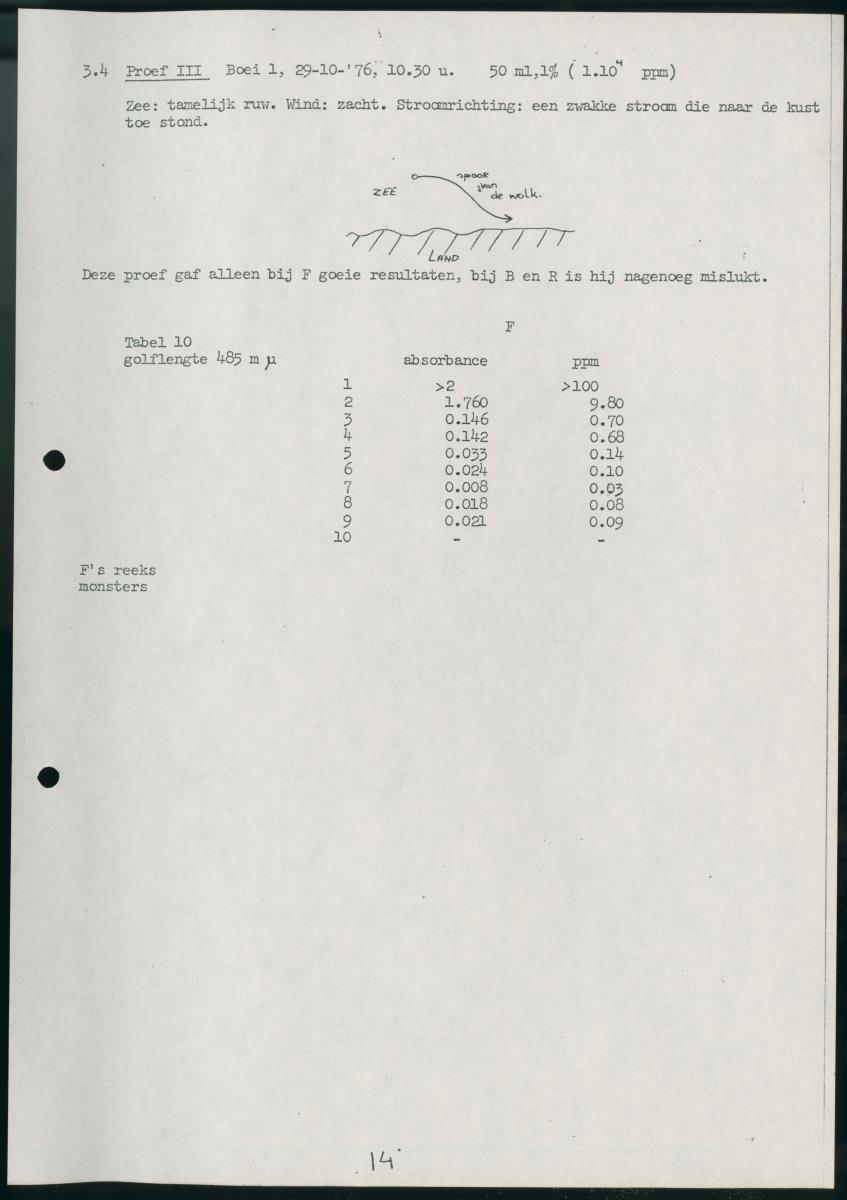 3.4 Proef III Boei 1, 29-10-'76, 10.30 u. 50 ml,1% ( 1.10⁴ ppm)
Zee: tamelijk ruw. Wind: zacht. Stroomrichting: een zwakke stroom die naar de kust
toe stond.
ZEE
spoor
van
de wolk.
LAND
Deze proef gaf alleen bij F goeie resultaten, bij B en R is hij nagenoeg mislukt.
F
Tabel 10
golflengte 485 m µ absorbance ppm
1 >2 >100
2 1.760 9.80
3 0.146 0.70
4 0.142 0.68
5 0.033 0.14
6 0.024 0.10
7 0.008 0.03
8 0.018 0.08
9 0.021 0.09
10 - -
F's reeks
monsters
14